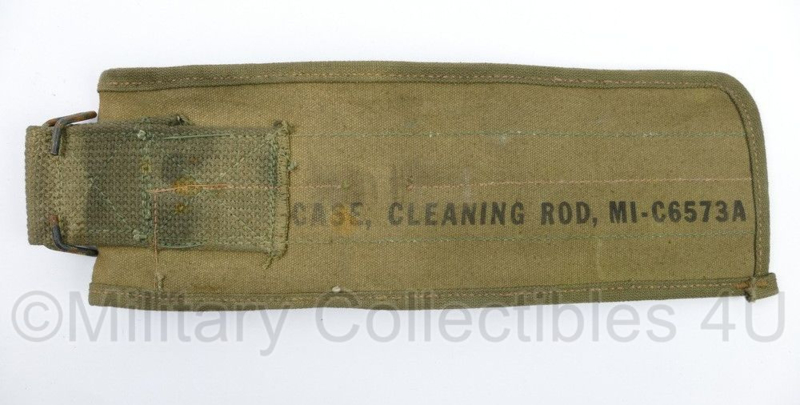 CASE, CLEANING ROD, MI-C6573A
©Military Collectibles 4U